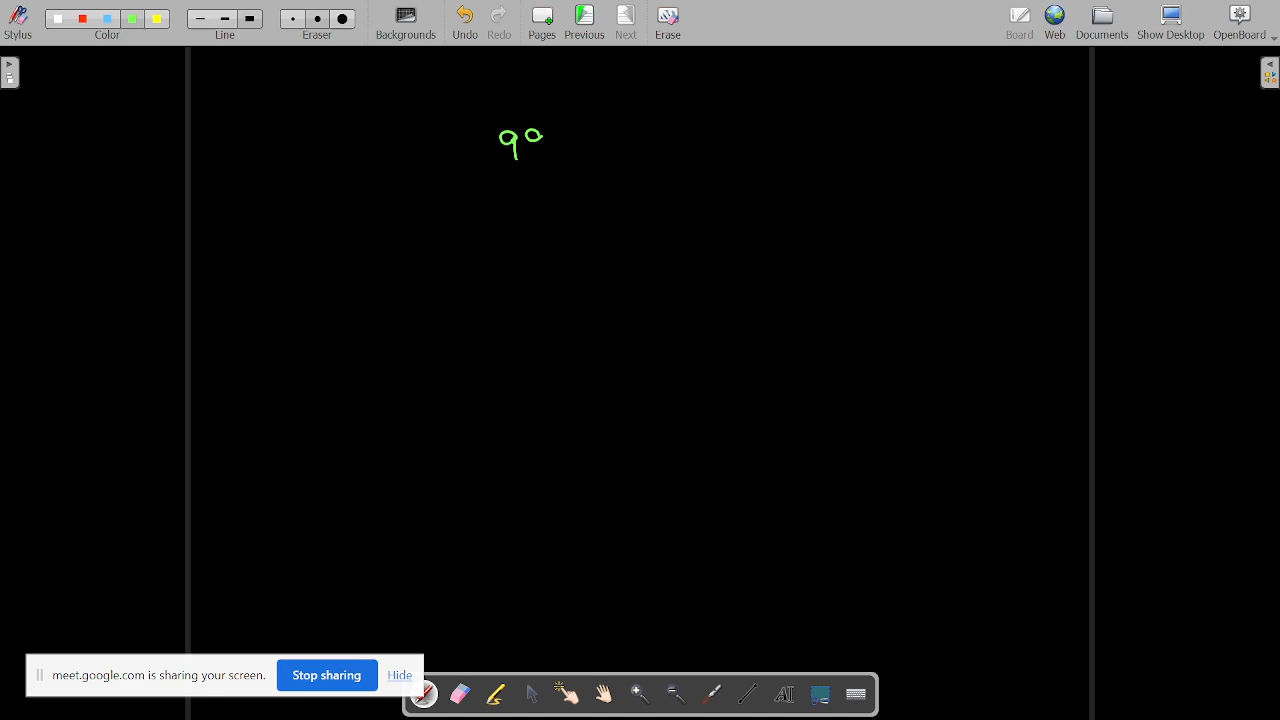 Stylus
Color
Line
Eraser
Backgrounds
Undo
Redo
Pages
Previous
Next
Erase
Board
Web
Documents
Show Desktop
OpenBoard
90
meet.google.com is sharing your screen.
Stop sharing
Hide